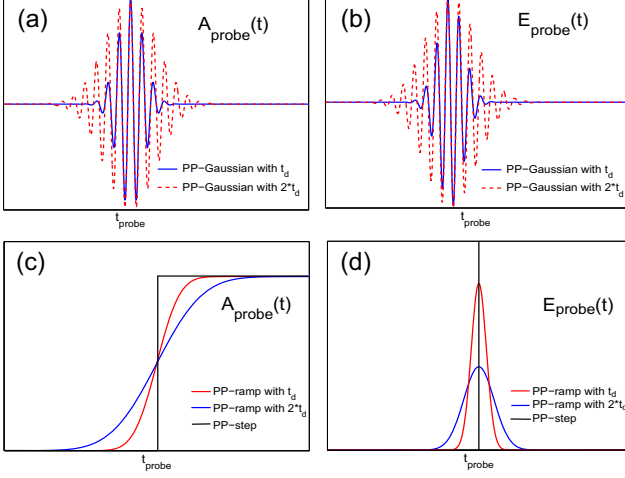 (a)
A_probe(t)
PP−Gaussian with t_d
PP−Gaussian with 2*t_d
t_probe
(b)
E_probe(t)
PP−Gaussian with t_d
PP−Gaussian with 2*t_d
t_probe
(c)
A_probe(t)
PP−ramp with t_d
PP−ramp with 2*t_d
PP−step
t_probe
(d)
E_probe(t)
PP−ramp with t_d
PP−ramp with 2*t_d
PP−step
t_probe